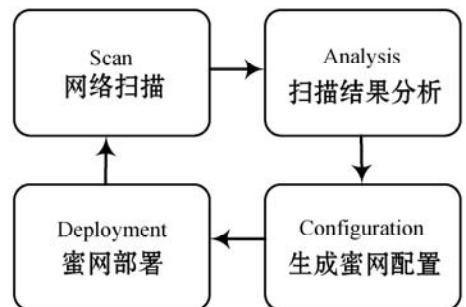 Scan
网络扫描
Analysis
扫描结果分析
Deployment
蜜网部署
Configuration
生成蜜网配置